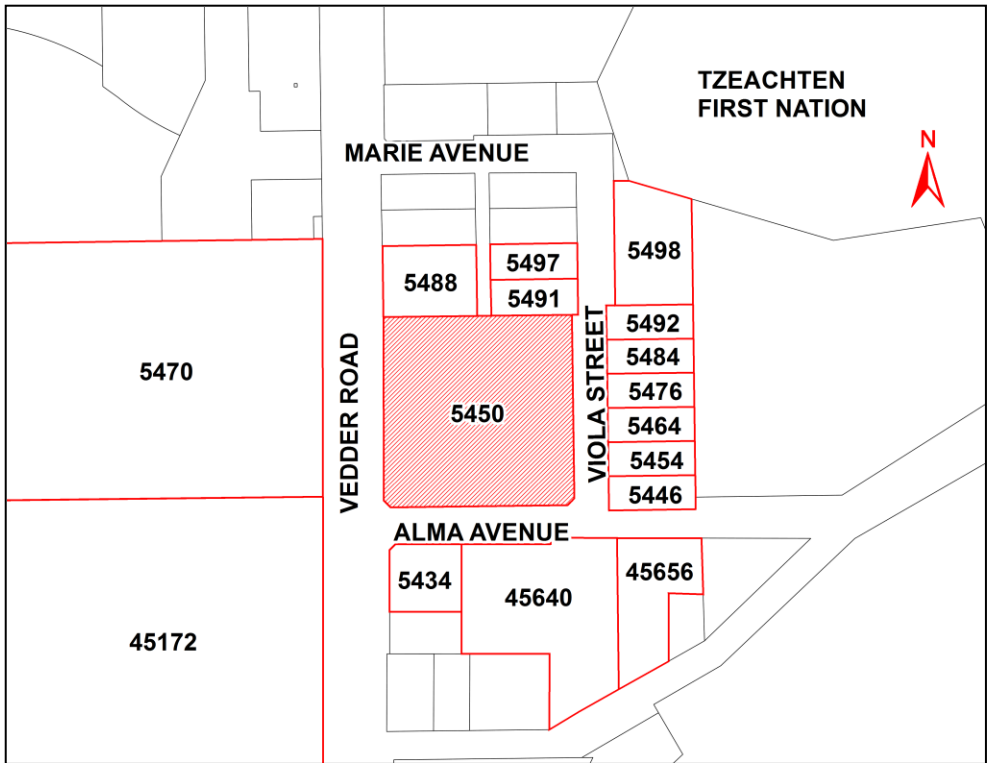 TZEACHTEN
FIRST NATION
N
MARIE AVENUE
5498
5497
5488
5491
5492
5484
5470
5476
5450
5464
VEDDER ROAD
VIOLA STREET
5454
5446
ALMA AVENUE
5434
45656
45640
45172